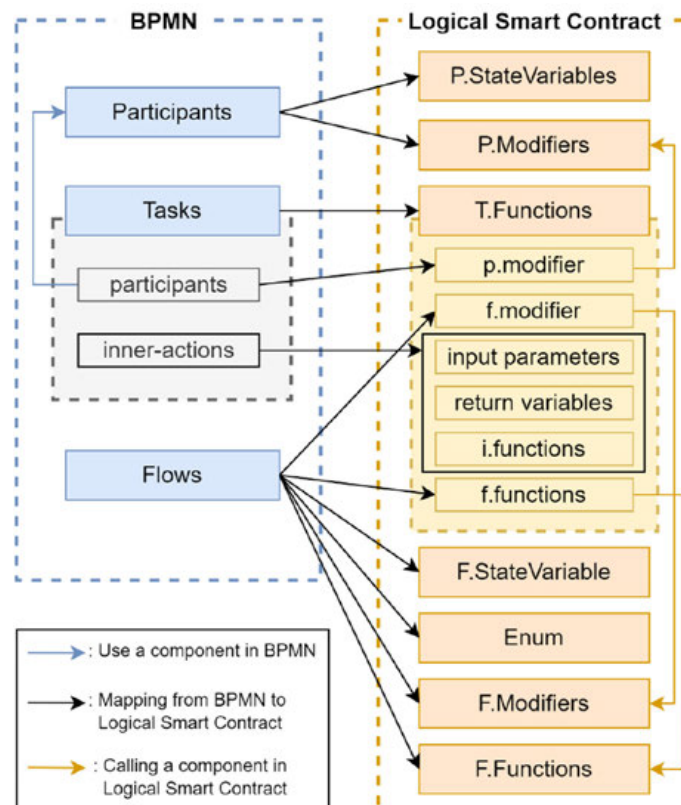 BPMN
Participants
Tasks
participants
inner-actions
Flows
Logical Smart Contract
P.StateVariables
P.Modifiers
T.Functions
p.modifier
f.modifier
input parameters
return variables
i.functions
f.functions
F.StateVariable
Enum
F.Modifiers
F.Functions
: Use a component in BPMN
: Mapping from BPMN to
Logical Smart Contract
: Calling a component in
Logical Smart Contract